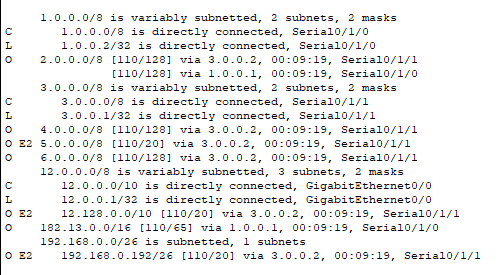 1.0.0.0/8 is variably subnetted, 2 subnets, 2 masks
C 1.0.0.0/8 is directly connected, Serial0/1/0
L 1.0.0.2/32 is directly connected, Serial0/1/0
O 2.0.0.0/8 [110/128] via 3.0.0.2, 00:09:19, Serial0/1/1
[110/128] via 1.0.0.1, 00:09:19, Serial0/1/0
3.0.0.0/8 is variably subnetted, 2 subnets, 2 masks
C 3.0.0.0/8 is directly connected, Serial0/1/1
L 3.0.0.1/32 is directly connected, Serial0/1/1
O 4.0.0.0/8 [110/128] via 3.0.0.2, 00:09:19, Serial0/1/1
O E2 5.0.0.0/8 [110/20] via 3.0.0.2, 00:09:19, Serial0/1/1
O 6.0.0.0/8 [110/128] via 3.0.0.2, 00:09:19, Serial0/1/1
12.0.0.0/8 is variably subnetted, 3 subnets, 2 masks
C 12.0.0.0/10 is directly connected, GigabitEthernet0/0
L 12.0.0.1/32 is directly connected, GigabitEthernet0/0
O E2 12.128.0.0/10 [110/20] via 3.0.0.2, 00:09:19, Serial0/1/1
O 182.13.0.0/16 [110/65] via 1.0.0.1, 00:09:19, Serial0/1/0
192.168.0.0/26 is subnetted, 1 subnets
O E2 192.168.0.192/26 [110/20] via 3.0.0.2, 00:09:19, Serial0/1/1